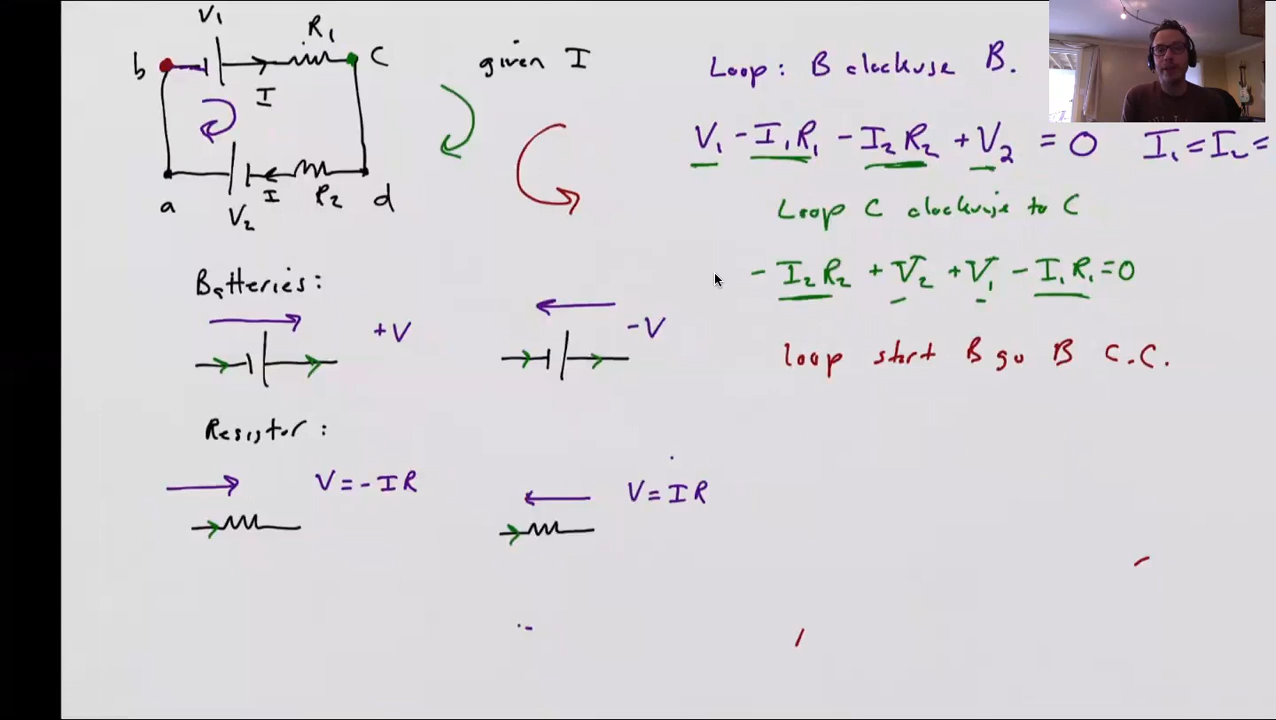 V₁
R₁
b
C
I
given I
Loop: B clockwise B.
V₁ - I₁R₁ - I₂R₂ + V₂ = 0 I₁=I₂=
a
V₂
I
R₂
d
Loop C clockwise to C
- I₂R₂ + V₂ + V₁ - I₁R₁ = 0
Batteries:
+V
-V
loop start B go B C.C.
Resistor:
V = -IR
V = IR